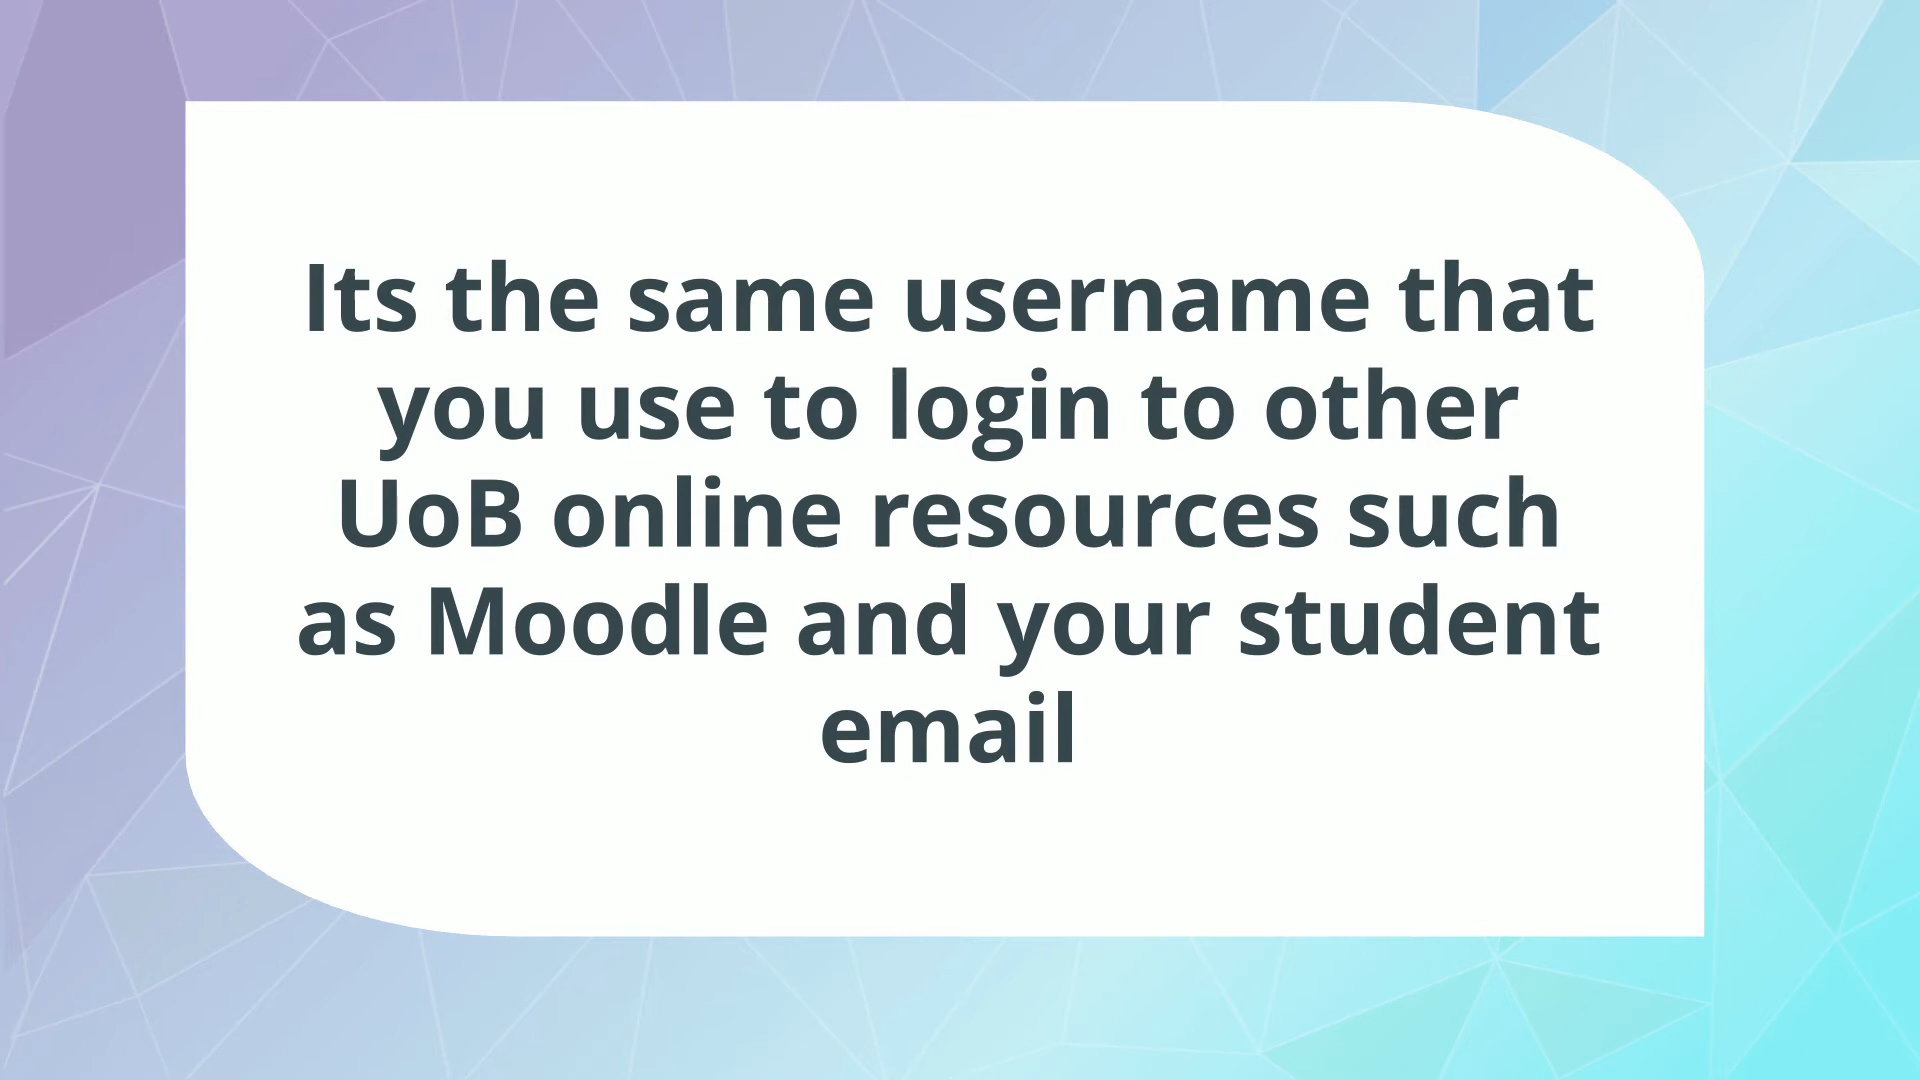 Its the same username that
you use to login to other
UoB online resources such
as Moodle and your student
email